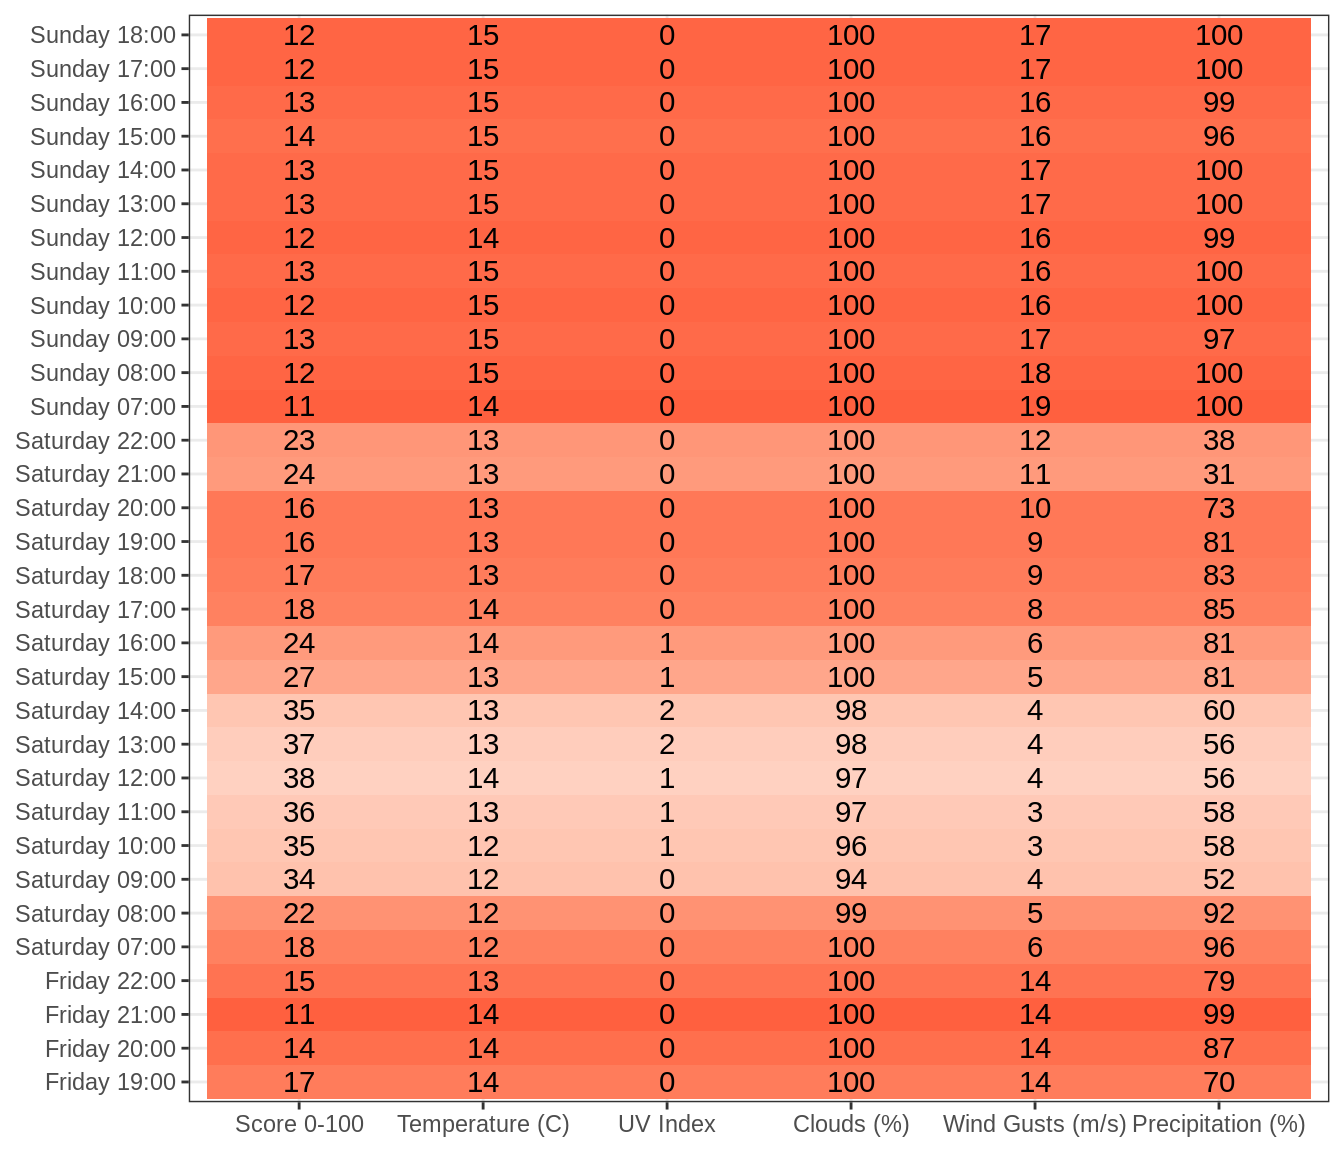 Sunday 18:00 12 15 0 100 17 100
Sunday 17:00 12 15 0 100 17 100
Sunday 16:00 13 15 0 100 16 99
Sunday 15:00 14 15 0 100 16 96
Sunday 14:00 13 15 0 100 17 100
Sunday 13:00 13 15 0 100 17 100
Sunday 12:00 12 14 0 100 16 99
Sunday 11:00 13 15 0 100 16 100
Sunday 10:00 12 15 0 100 16 100
Sunday 09:00 13 15 0 100 17 97
Sunday 08:00 12 15 0 100 18 100
Sunday 07:00 11 14 0 100 19 100
Saturday 22:00 23 13 0 100 12 38
Saturday 21:00 24 13 0 100 11 31
Saturday 20:00 16 13 0 100 10 73
Saturday 19:00 16 13 0 100 9 81
Saturday 18:00 17 13 0 100 9 83
Saturday 17:00 18 14 0 100 8 85
Saturday 16:00 24 14 1 100 6 81
Saturday 15:00 27 13 1 100 5 81
Saturday 14:00 35 13 2 98 4 60
Saturday 13:00 37 13 2 98 4 56
Saturday 12:00 38 14 1 97 4 56
Saturday 11:00 36 13 1 97 3 58
Saturday 10:00 35 12 1 96 3 58
Saturday 09:00 34 12 0 94 4 52
Saturday 08:00 22 12 0 99 5 92
Saturday 07:00 18 12 0 100 6 96
Friday 22:00 15 13 0 100 14 79
Friday 21:00 11 14 0 100 14 99
Friday 20:00 14 14 0 100 14 87
Friday 19:00 17 14 0 100 14 70
Score 0-100 Temperature (C) UV Index Clouds (%) Wind Gusts (m/s) Precipitation (%)